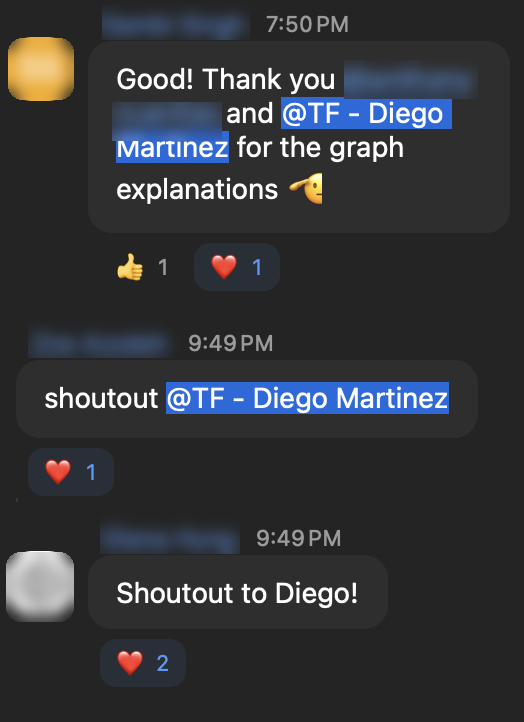 7:50 PM
Good! Thank you
and @TF - Diego
Martinez for the graph
explanations
1 1
9:49 PM
shoutout @TF - Diego Martinez
1
9:49 PM
Shoutout to Diego!
2